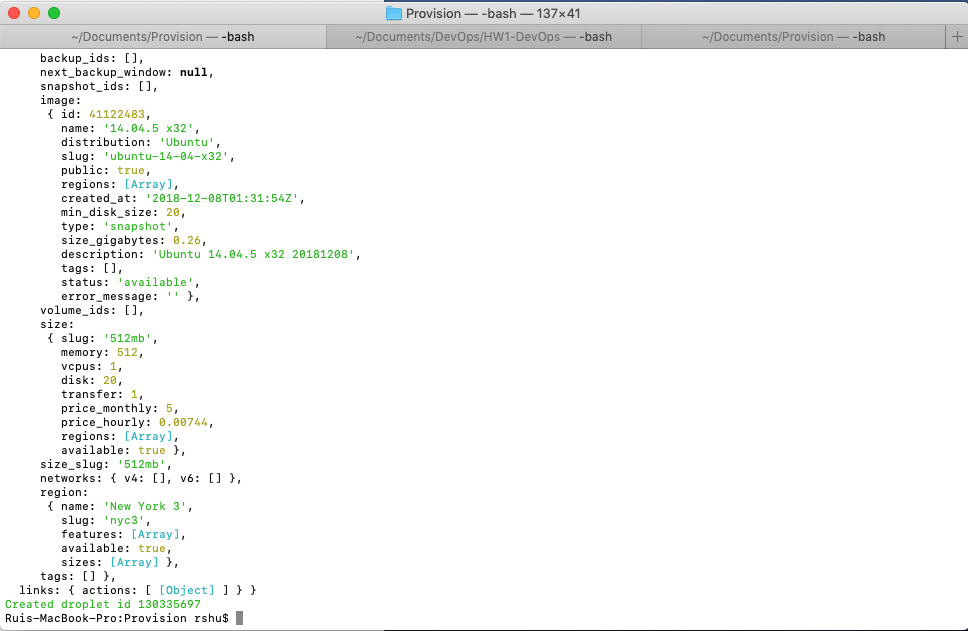 Provision — -bash — 137×41
~/Documents/Provision — -bash
~/Documents/DevOps/HW1-DevOps — -bash
~/Documents/Provision — -bash
+
backup_ids: [],
next_backup_window: null,
snapshot_ids: [],
image:
{ id: 41122483,
name: '14.04.5 x32',
distribution: 'Ubuntu',
slug: 'ubuntu-14-04-x32',
public: true,
regions: [Array],
created_at: '2018-12-08T01:31:54Z',
min_disk_size: 20,
type: 'snapshot',
size_gigabytes: 0.26,
description: 'Ubuntu 14.04.5 x32 20181208',
tags: [],
status: 'available',
error_message: '' },
volume_ids: [],
size:
{ slug: '512mb',
memory: 512,
vcpus: 1,
disk: 20,
transfer: 1,
price_monthly: 5,
price_hourly: 0.00744,
regions: [Array],
available: true },
size_slug: '512mb',
networks: { v4: [], v6: [] },
region:
{ name: 'New York 3',
slug: 'nyc3',
features: [Array],
available: true,
sizes: [Array] },
tags: [] },
links: { actions: [ [Object] ] } }
Created droplet id 130335697
Ruis-MacBook-Pro:Provision rshu$